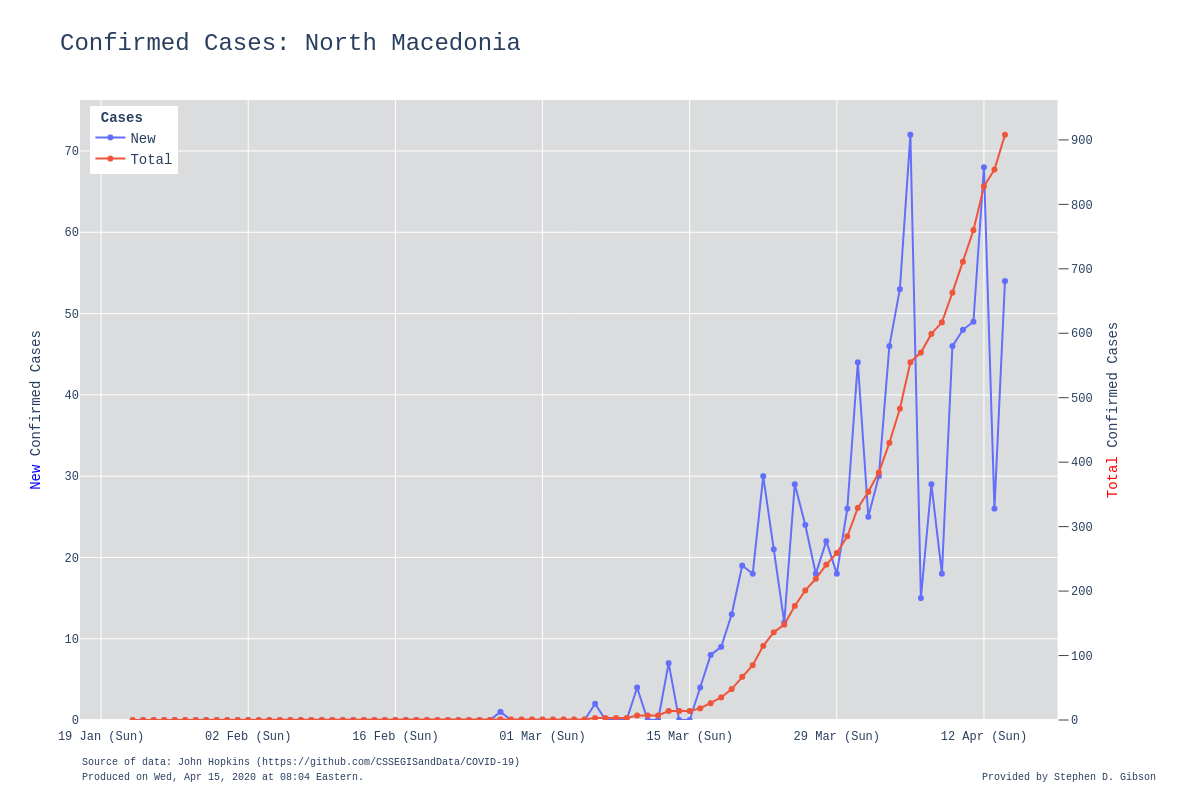 Confirmed Cases: North Macedonia
Cases
New
Total
70
60
50
40
30
20
10
0
900
800
700
600
500
400
300
200
100
0
New Confirmed Cases
Total Confirmed Cases
19 Jan (Sun) 02 Feb (Sun) 16 Feb (Sun) 01 Mar (Sun) 15 Mar (Sun) 29 Mar (Sun) 12 Apr (Sun)
Source of data: John Hopkins (https://github.com/CSSEGISandData/COVID-19)
Produced on Wed, Apr 15, 2020 at 08:04 Eastern.
Provided by Stephen D. Gibson